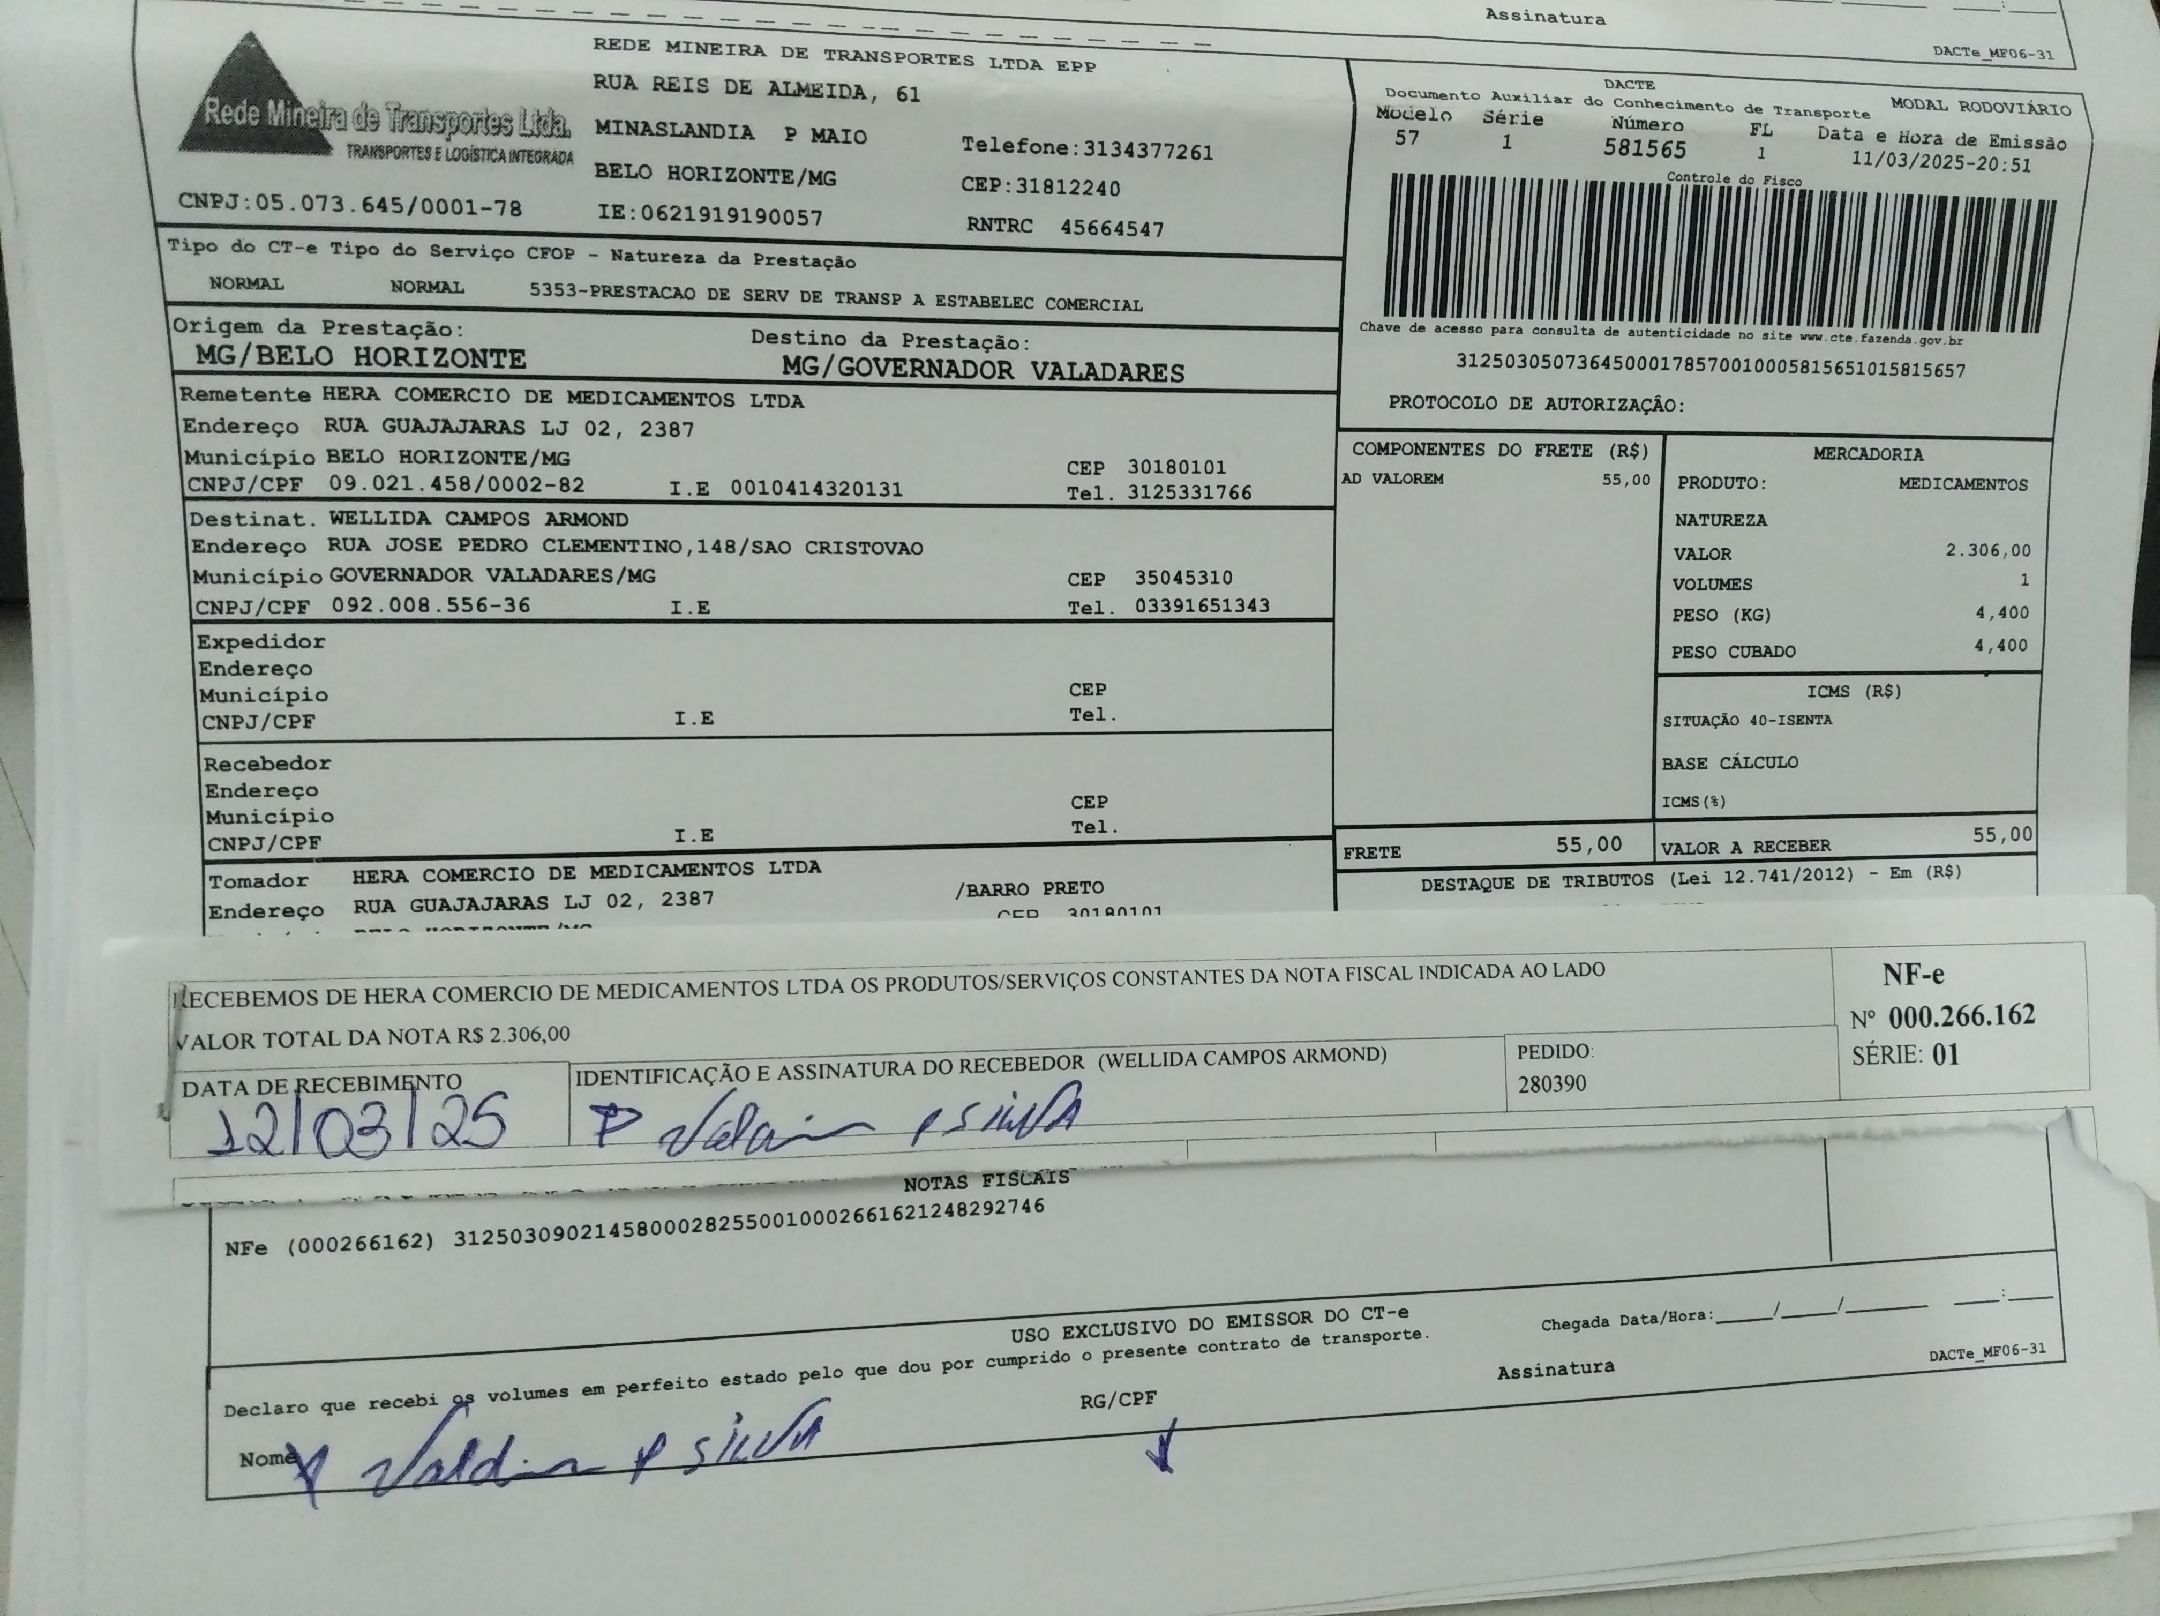 Assinatura
DACTe_MF06-31
Rede Mineira de Transportes Ltda.
TRANSPORTES E LOGÍSTICA INTEGRADA
CNPJ:05.073.645/0001-78
REDE MINEIRA DE TRANSPORTES LTDA EPP
RUA REIS DE ALMEIDA, 61
MINASLANDIA P MAIO Telefone:3134377261
BELO HORIZONTE/MG CEP:31812240
IE:0621919190057 RNTRC 45664547
DACTE
Documento Auxiliar do Conhecimento de Transporte MODAL RODOVIÁRIO
Modelo Série Número FL Data e Hora de Emissão
57 1 581565 1 11/03/2025-20:51
Controle do Fisco
Chave de acesso para consulta de autenticidade no site www.cte.fazenda.gov.br
31250305073645000178570010005815651015815657
PROTOCOLO DE AUTORIZAÇÃO:
Tipo do CT-e Tipo do Serviço CFOP - Natureza da Prestação
NORMAL NORMAL 5353-PRESTACAO DE SERV DE TRANSP A ESTABELEC COMERCIAL
Origem da Prestação: Destino da Prestação:
MG/BELO HORIZONTE MG/GOVERNADOR VALADARES
Remetente HERA COMERCIO DE MEDICAMENTOS LTDA
Endereço RUA GUAJAJARAS LJ 02, 2387
Município BELO HORIZONTE/MG CEP 30180101
CNPJ/CPF 09.021.458/0002-82 I.E 0010414320131 Tel. 3125331766
Destinat. WELLIDA CAMPOS ARMOND
Endereço RUA JOSE PEDRO CLEMENTINO,148/SAO CRISTOVAO
Município GOVERNADOR VALADARES/MG CEP 35045310
CNPJ/CPF 092.008.556-36 I.E Tel. 03391651343
Expedidor
Endereço
Município CEP
CNPJ/CPF I.E Tel.
Recebedor
Endereço
Município CEP
CNPJ/CPF I.E Tel.
Tomador HERA COMERCIO DE MEDICAMENTOS LTDA
Endereço RUA GUAJAJARAS LJ 02, 2387 /BARRO PRETO
CEP 30180101
BELO HORIZONTE/MG
COMPONENTES DO FRETE (R$)
AD VALOREM 55,00
MERCADORIA
PRODUTO: MEDICAMENTOS
NATUREZA
VALOR 2.306,00
VOLUMES 1
PESO (KG) 4,400
PESO CUBADO 4,400
ICMS (R$)
SITUAÇÃO 40-ISENTA
BASE CÁLCULO
ICMS(%)
FRETE 55,00 VALOR A RECEBER 55,00
DESTAQUE DE TRIBUTOS (Lei 12.741/2012) - Em (R$)
RECEBEMOS DE HERA COMERCIO DE MEDICAMENTOS LTDA OS PRODUTOS/SERVIÇOS CONSTANTES DA NOTA FISCAL INDICADA AO LADO
VALOR TOTAL DA NOTA R$ 2.306,00
DATA DE RECEBIMENTO
12/03/25
IDENTIFICAÇÃO E ASSINATURA DO RECEBEDOR (WELLIDA CAMPOS ARMOND)
PEDIDO:
280390
NF-e
Nº 000.266.162
SÉRIE: 01
NOTAS FISCAIS
NFe (000266162) 31250309021458000282550010002661621248292746
USO EXCLUSIVO DO EMISSOR DO CT-e
Declaro que recebi os volumes em perfeito estado pelo que dou por cumprido o presente contrato de transporte.
Chegada Data/Hora:____/____/______ ___:___
Nome RG/CPF Assinatura
DACTe_MF06-31